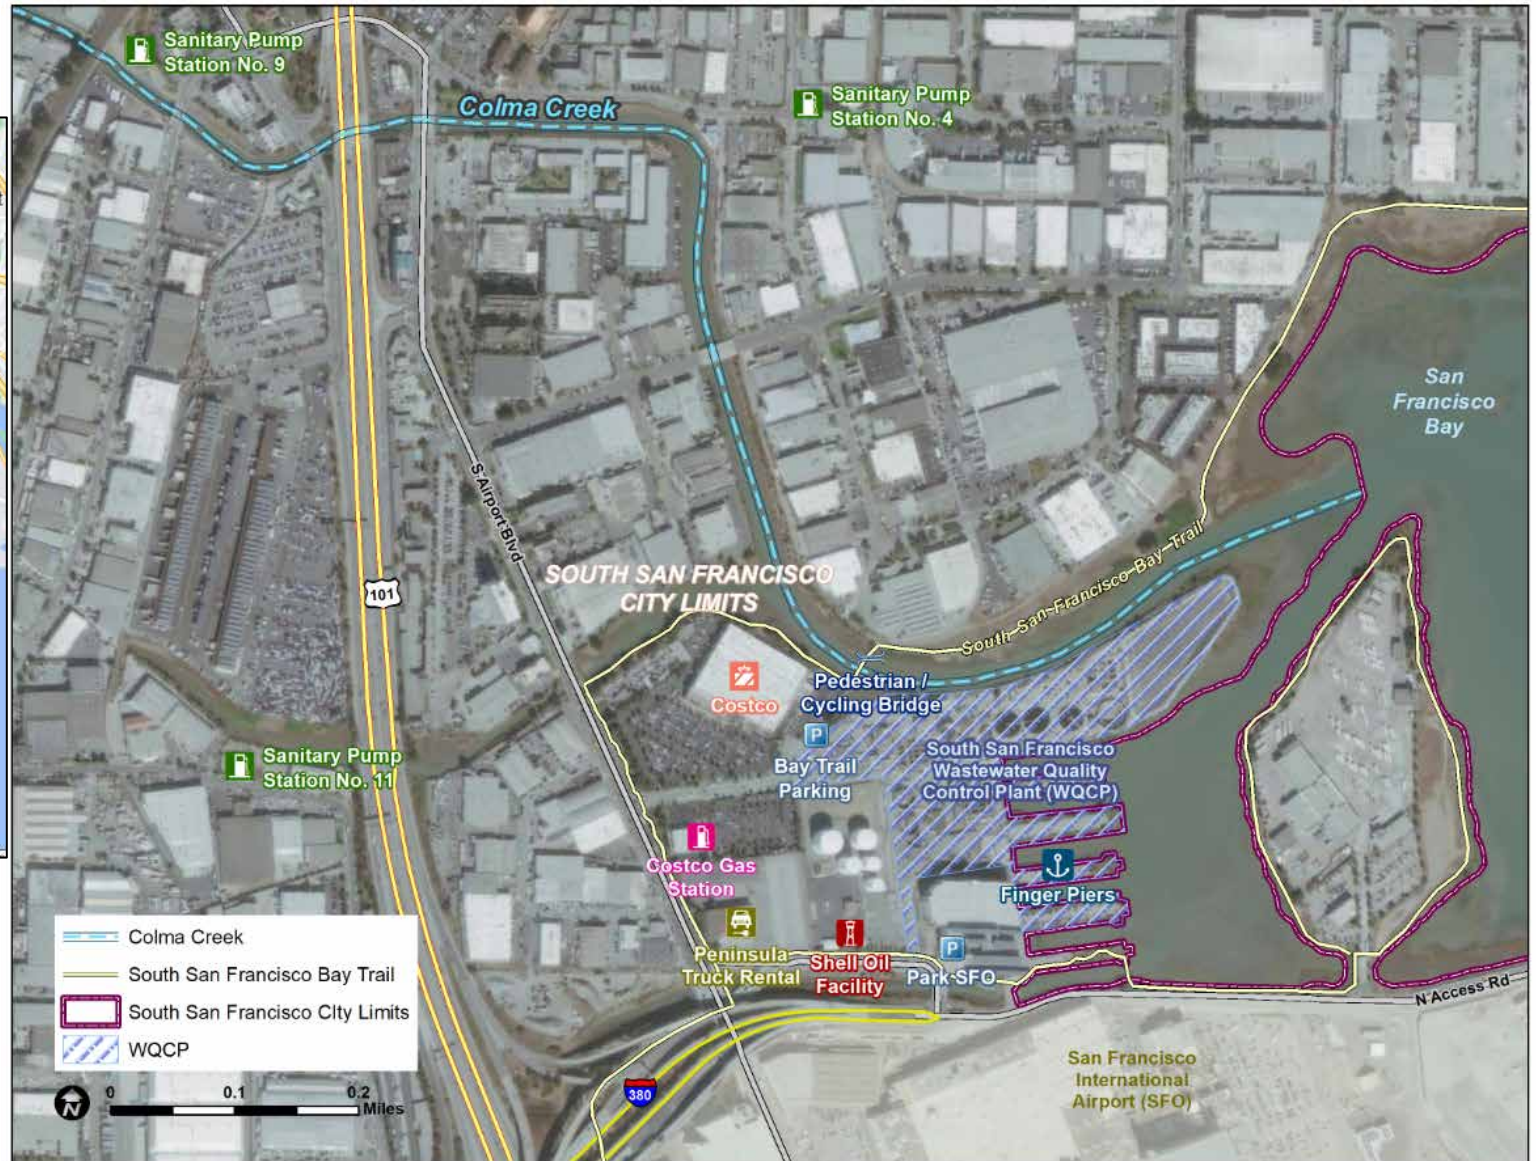 Sanitary Pump
Station No. 9
Colma Creek
Sanitary Pump
Station No. 4
San
Francisco
Bay
S Airport Blvd
101
SOUTH SAN FRANCISCO
CITY LIMITS
South San Francisco Bay Trail
Costco
Pedestrian /
Cycling Bridge
P
Bay Trail
Parking
South San Francisco
Wastewater Quality
Control Plant (WQCP)
Sanitary Pump
Station No. 11
Costco Gas
Station
Finger Piers
Peninsula
Truck Rental
Shell Oil
Facility
P
Park SFO
N Access Rd
San Francisco
International
Airport (SFO)
380
Colma Creek
South San Francisco Bay Trail
South San Francisco CIty Limits
WQCP
N
0 0.1 0.2
Miles